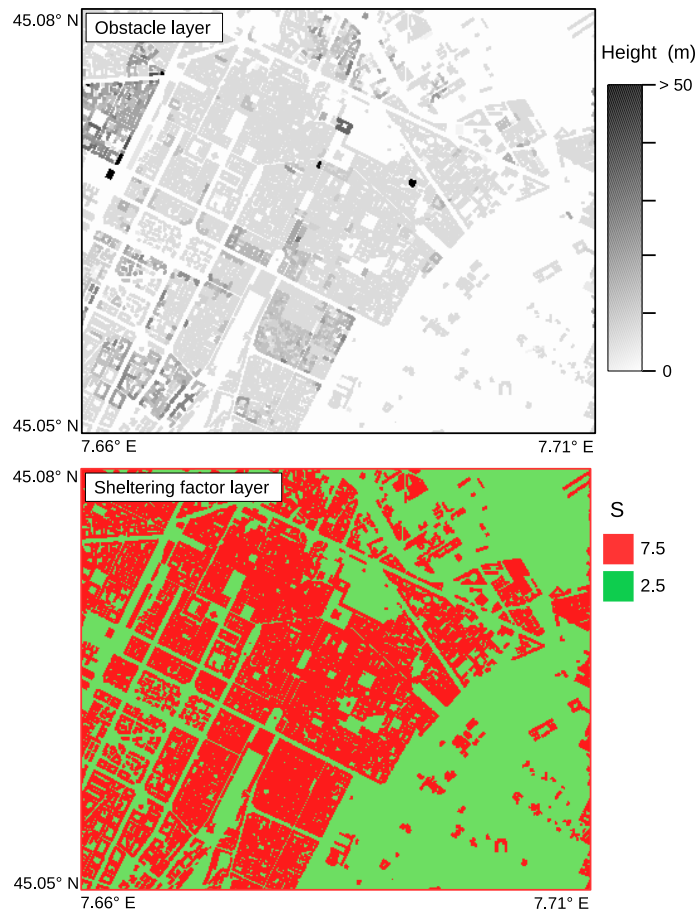 45.08° N
Obstacle layer
Height (m)
> 50
0
45.05° N
7.66° E
7.71° E
45.08° N
Sheltering factor layer
S
7.5
2.5
45.05° N
7.66° E
7.71° E